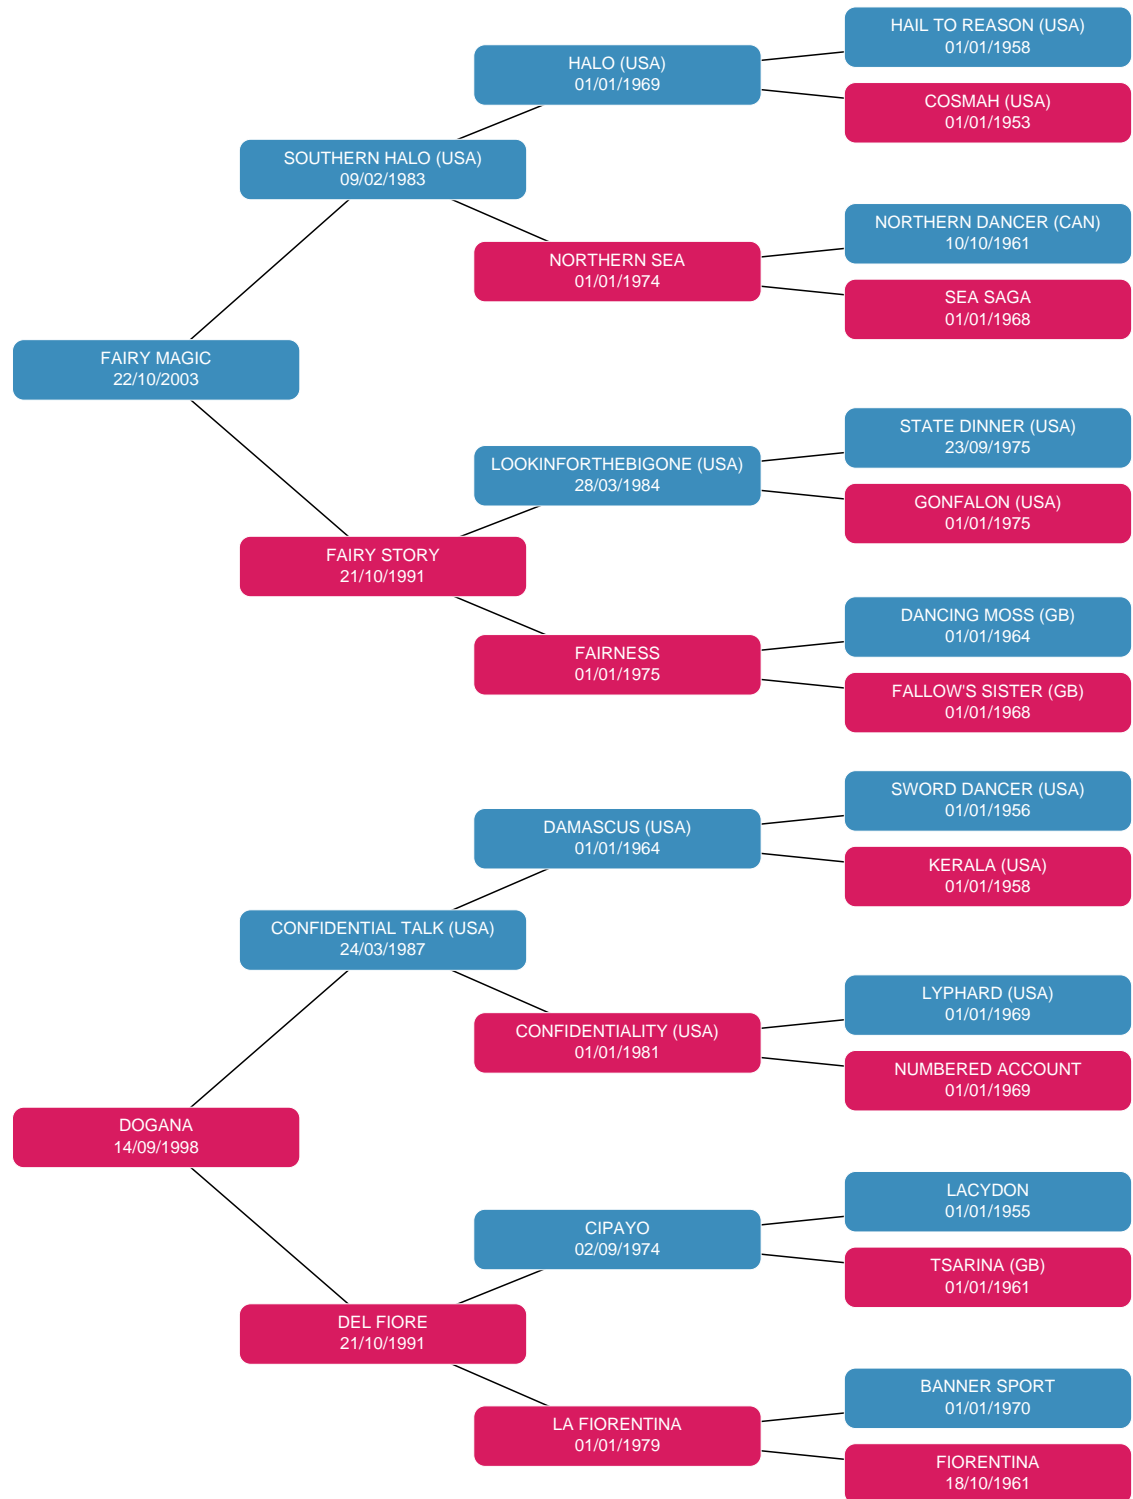 HAIL TO REASON (USA)
01/01/1958
HALO (USA)
01/01/1969
COSMAH (USA)
01/01/1953
SOUTHERN HALO (USA)
09/02/1983
NORTHERN DANCER (CAN)
10/10/1961
NORTHERN SEA
01/01/1974
SEA SAGA
01/01/1968
FAIRY MAGIC
22/10/2003
STATE DINNER (USA)
23/09/1975
LOOKINFORTHEBIGONE (USA)
28/03/1984
GONFALON (USA)
01/01/1975
FAIRY STORY
21/10/1991
DANCING MOSS (GB)
01/01/1964
FAIRNESS
01/01/1975
FALLOW'S SISTER (GB)
01/01/1968
SWORD DANCER (USA)
01/01/1956
DAMASCUS (USA)
01/01/1964
KERALA (USA)
01/01/1958
CONFIDENTIAL TALK (USA)
24/03/1987
LYPHARD (USA)
01/01/1969
CONFIDENTIALITY (USA)
01/01/1981
NUMBERED ACCOUNT
01/01/1969
DOGANA
14/09/1998
LACYDON
01/01/1955
CIPAYO
02/09/1974
TSARINA (GB)
01/01/1961
DEL FIORE
21/10/1991
BANNER SPORT
01/01/1970
LA FIORENTINA
01/01/1979
FIORENTINA
18/10/1961